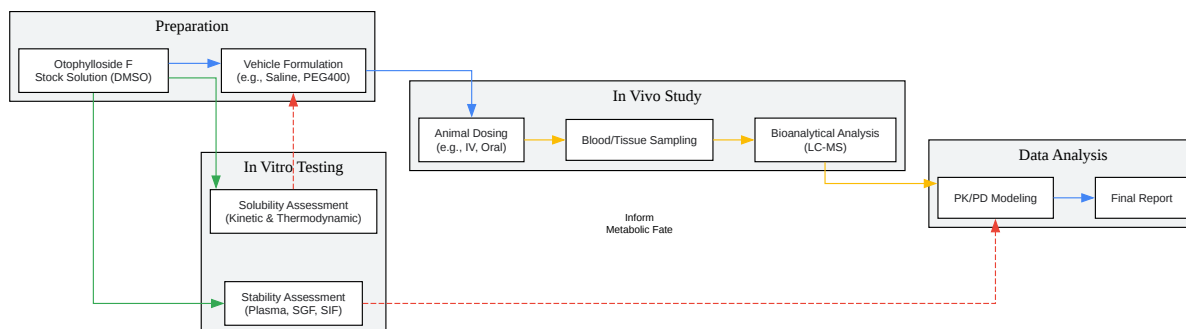 Preparation
Otophylloside F
Stock Solution (DMSO)
Vehicle Formulation
(e.g., Saline, PEG400)
In Vivo Study
Animal Dosing
(e.g., IV, Oral)
Blood/Tissue Sampling
Bioanalytical Analysis
(LC-MS)
In Vitro Testing
Solubility Assessment
(Kinetic & Thermodynamic)
Stability Assessment
(Plasma, SGF, SIF)
Inform
Metabolic Fate
Data Analysis
PK/PD Modeling
Final Report